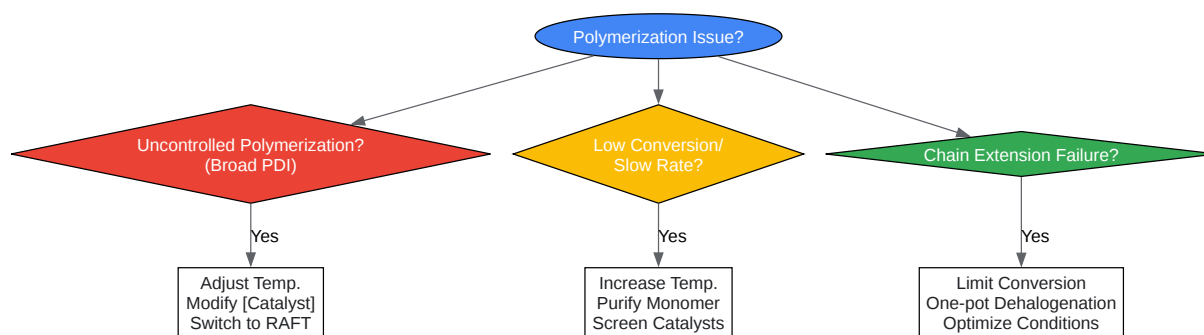 Polymerization Issue?
Uncontrolled Polymerization?
(Broad PDI)
Low Conversion/
Slow Rate?
Chain Extension Failure?
Yes
Yes
Yes
Adjust Temp.
Modify [Catalyst]
Switch to RAFT
Increase Temp.
Purify Monomer
Screen Catalysts
Limit Conversion
One-pot Dehalogenation
Optimize Conditions